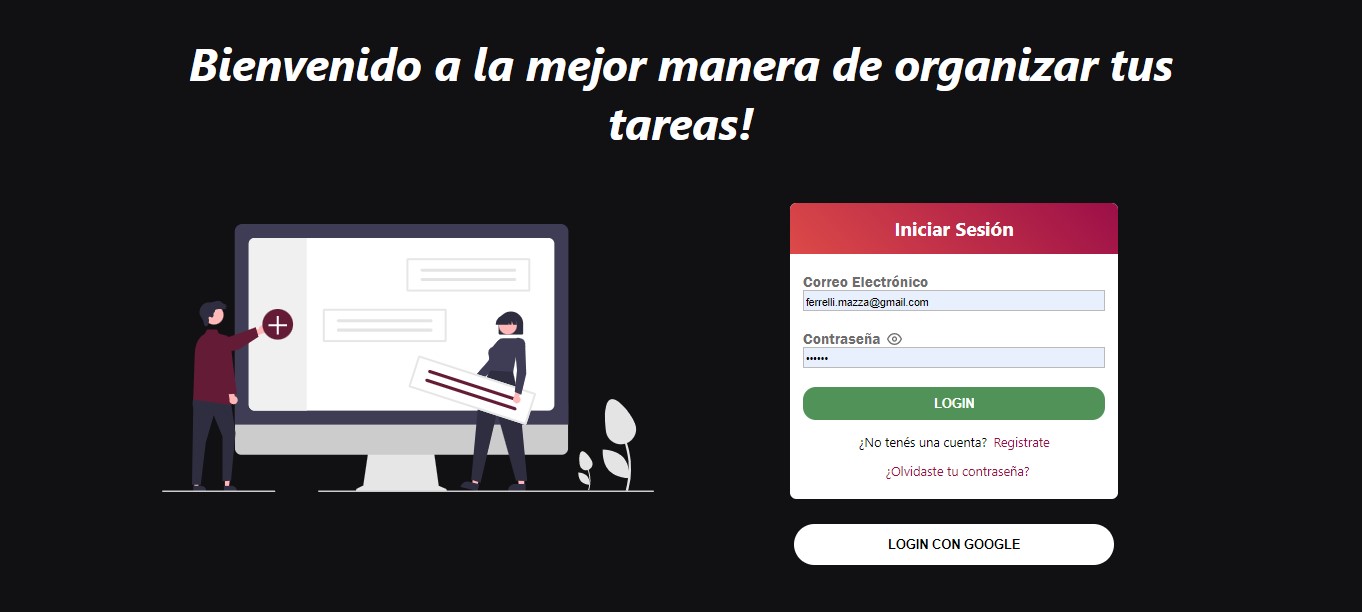 Bienvenido a la mejor manera de organizar tus
tareas!
Iniciar Sesión
Correo Electrónico
ferrelli.mazza@gmail.com
Contraseña
••••••
LOGIN
¿No tenés una cuenta? Registrate
¿Olvidaste tu contraseña?
LOGIN CON GOOGLE